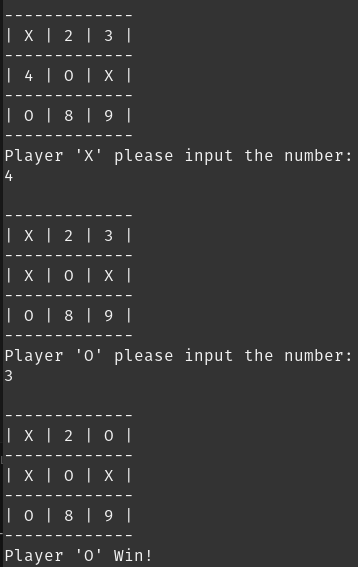 -------------
| X | 2 | 3 |
-------------
| 4 | O | X |
-------------
| O | 8 | 9 |
-------------
Player 'X' please input the number:
4

-------------
| X | 2 | 3 |
-------------
| X | O | X |
-------------
| O | 8 | 9 |
-------------
Player 'O' please input the number:
3

-------------
| X | 2 | O |
-------------
| X | O | X |
-------------
| O | 8 | 9 |
-------------
Player 'O' Win!